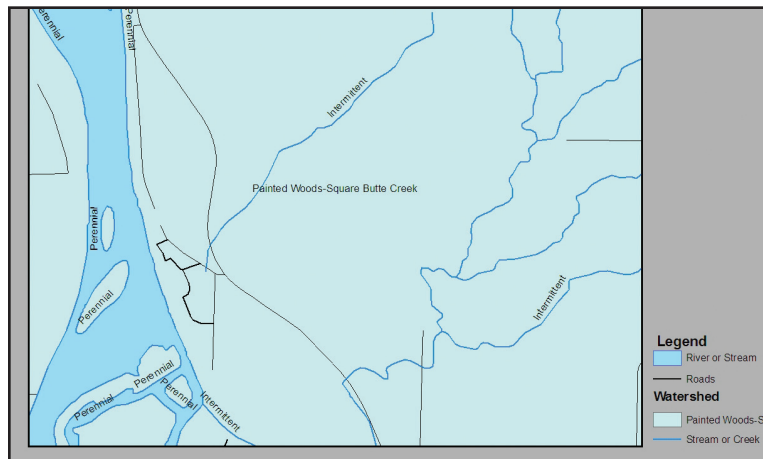 Perennial
Perennial
Intermittent
Painted Woods-Square Butte Creek
Perennial
Perennial
Intermittent
Perennial
Perennial
Perennial
Intermittent
Legend
River or Stream
Roads
Watershed
Painted Woods-S
Stream or Creek